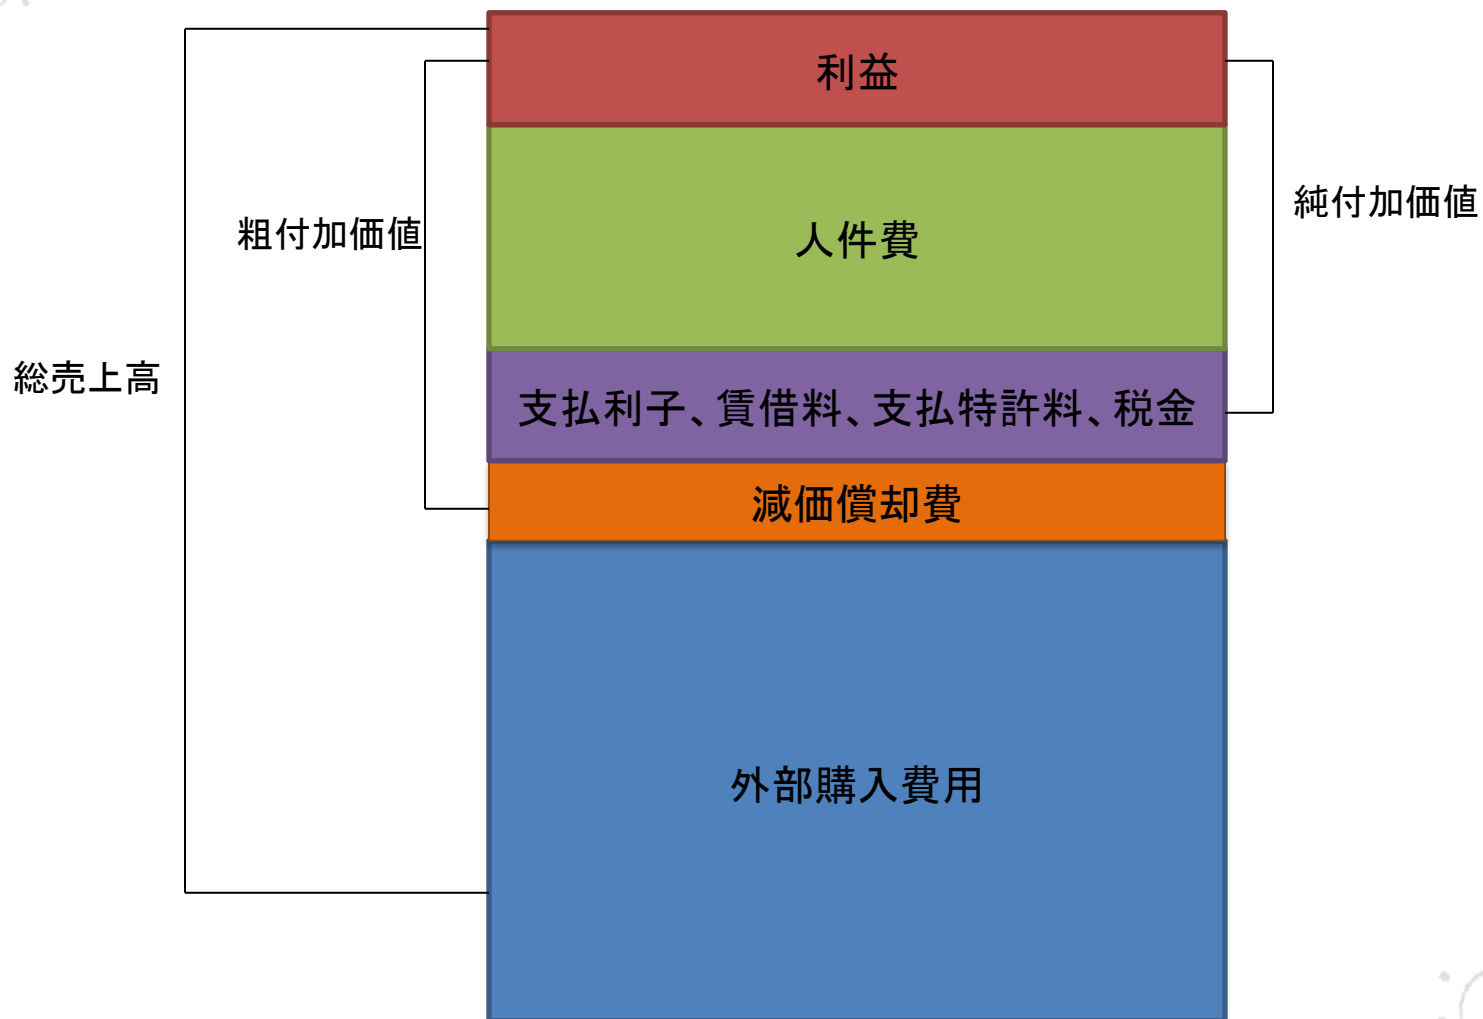 利益
純付加価値
粗付加価値
人件費
総売上高
支払利子、賃借料、支払特許料、税金
減価償却費
外部購入費用